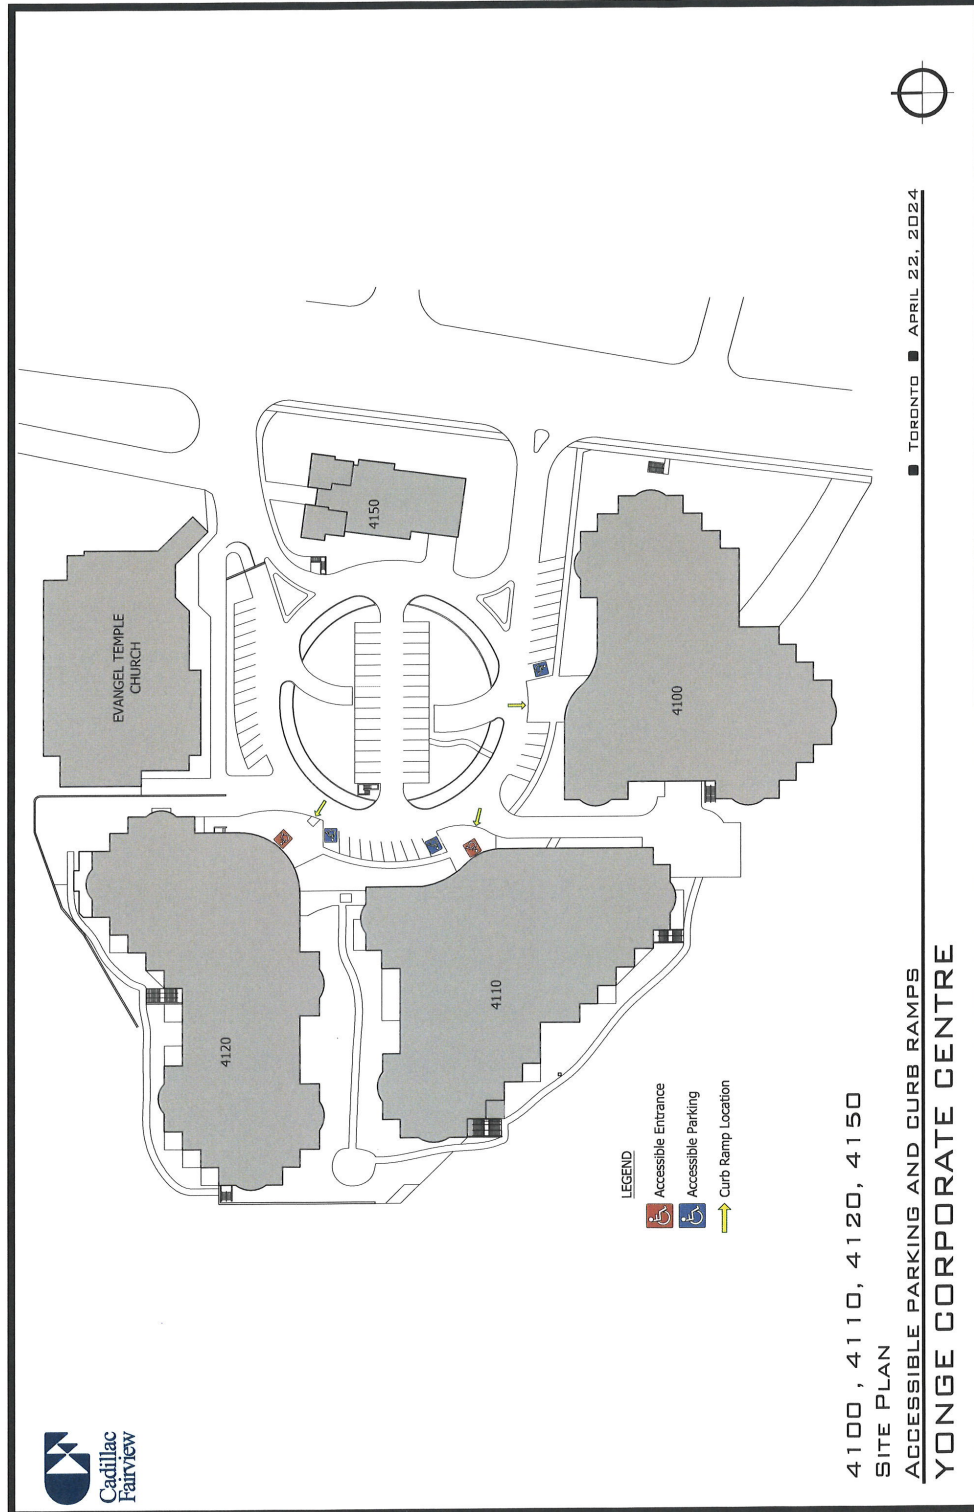 Cadillac
Fairview
EVANGEL TEMPLE
CHURCH
4150
4100
4120
4110
LEGEND
Accessible Entrance
Accessible Parking
Curb Ramp Location
4100 , 4110, 4120, 4150
SITE PLAN
ACCESSIBLE PARKING AND CURB RAMPS
■ TORONTO ■ APRIL 22, 2024
YONGE CORPORATE CENTRE